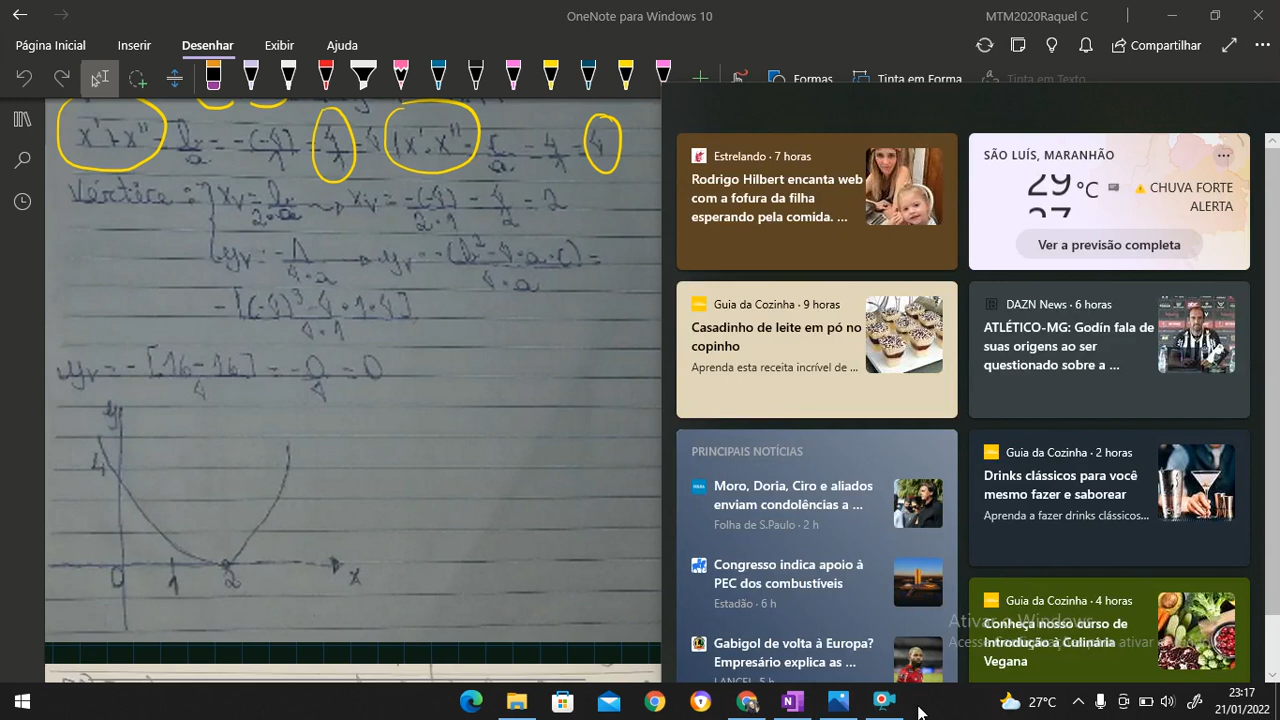 OneNote para Windows 10
MTM2020Raquel C
Página Inicial
Inserir
Desenhar
Exibir
Ajuda
Compartilhar
Formas
Tinta em Forma
Tinta em Texto
x' + x'' = = -(-4)/1 = 4/1 = 4 x' . x'' = c/a = 4/1 = 4
Vértice: xv = b/2.a → xv = -(-4)/2.1 = 4/2 = 2
yv = -Δ/4.a → yv = -(b² - 4.a.c)/4.a =
- [(-4)² - 4.1.4]/4.1
yv = - [16 - 16]/4 = - 0/4 = 0
y
4
0 1 2 x
Estrelando · 7 horas
Rodrigo Hilbert encanta web
com a fofura da filha
esperando pela comida. ...
SÃO LUÍS, MARANHÃO
29 °C
CHUVA FORTE
ALERTA
Ver a previsão completa
Guia da Cozinha · 9 horas
Casadinho de leite em pó no
copinho
Aprenda esta receita incrível de ...
DAZN News · 6 horas
ATLÉTICO-MG: Godín fala de
suas origens ao ser
questionado sobre a ...
PRINCIPAIS NOTÍCIAS
Moro, Doria, Ciro e aliados
enviam condolências a ...
Folha de S.Paulo · 2 h
Congresso indica apoio à
PEC dos combustíveis
Estadão · 6 h
Gabigol de volta à Europa?
Empresário explica as ...
LANCE! · 5 h
Guia da Cozinha · 2 horas
Drinks clássicos para você
mesmo fazer e saborear
Aprenda a fazer drinks clássicos...
Guia da Cozinha · 4 horas
Conheça nosso curso de
Introdução à Culinária
Vegana
Ativar o Windows
27°C
23:17
21/01/2022